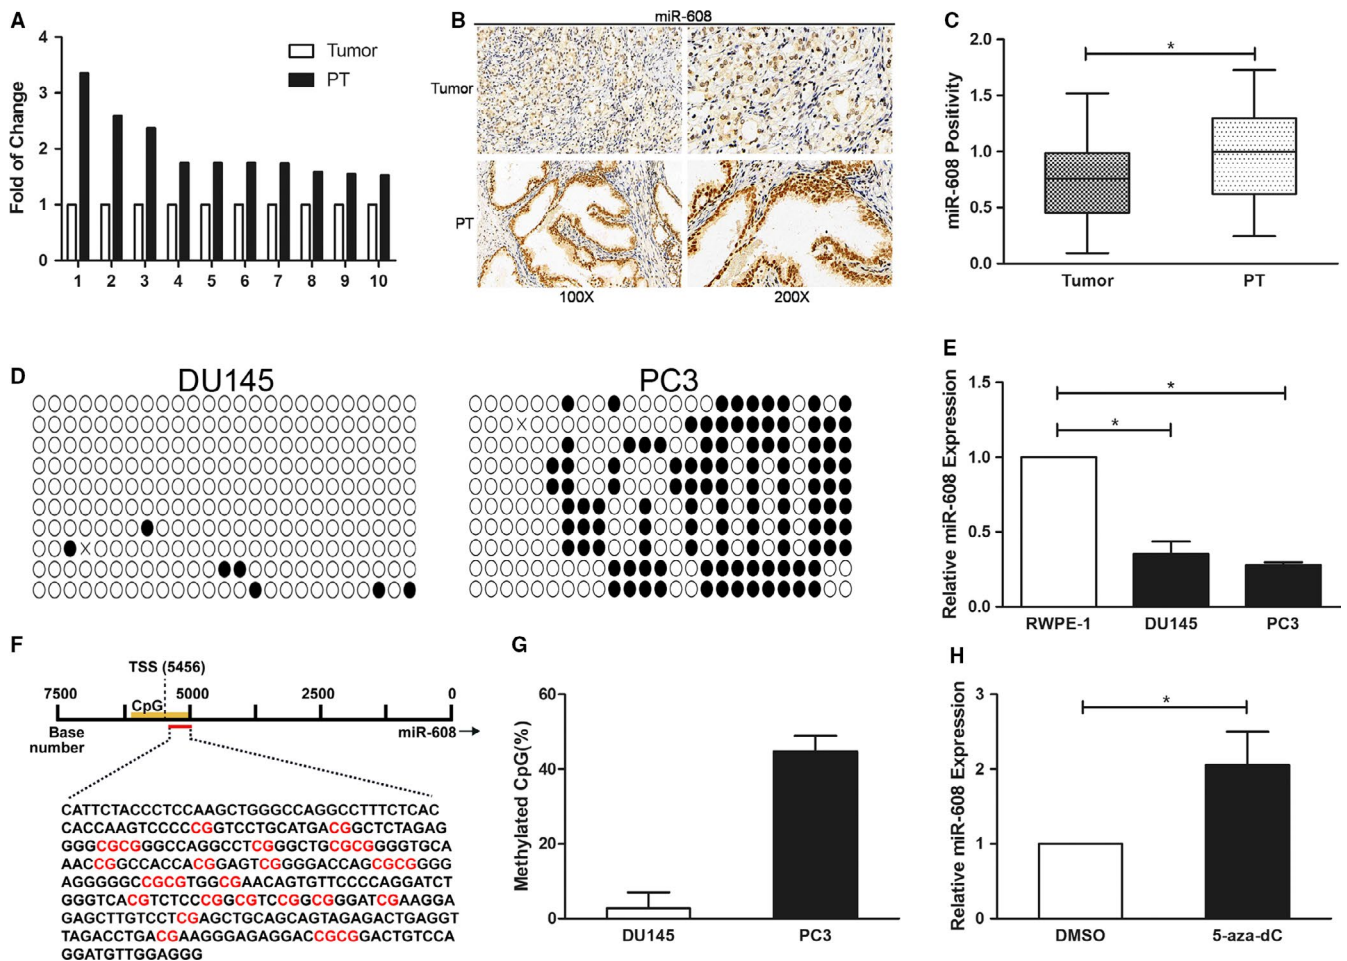 A
4
3
2
1
0
Fold of Change
Tumor
PT
1 2 3 4 5 6 7 8 9 10
B
miR-608
Tumor
PT
100X 200X
C
2.0
1.5
1.0
0.5
0.0
miR-608 Positivity
*
Tumor PT
D
DU145
PC3
E
1.5
1.0
0.5
0.0
Relative miR-608 Expression
*
*
RWPE-1 DU145 PC3
F
TSS (5456)
7500 5000 2500 0
CpG
Base
number
miR-608
CATTCTACCCTCCAAGCTGGGCCAGGCCTTTCTCAC
CACCAAGTCCCCCGGTCCTGCATGACGGCTCTAGAG
GGGCGCGGGCCAGGCCTCGGGCTGCGCGGGGTGCA
AACCGGCCACCACGGAGTCGGGGACCAGCGCGGGG
AGGGGGCCGCGTGGCGAACAGTGTTCCCCAGGATCT
GGGTCACGTCTCCCGGCGTCCGGCGGGATCGAAGGA
GAGCTTGTCCTCGAGCTGCAGCAGTAGAGACTGAGGT
TAGACCTGACGAAGGGAGAGGACCGCGGACTGTCCA
GGATGTTGGAGGG
G
60
40
20
0
Methylated CpG(%)
DU145 PC3
H
3
2
1
0
Relative miR-608 Expression
*
DMSO 5-aza-dC